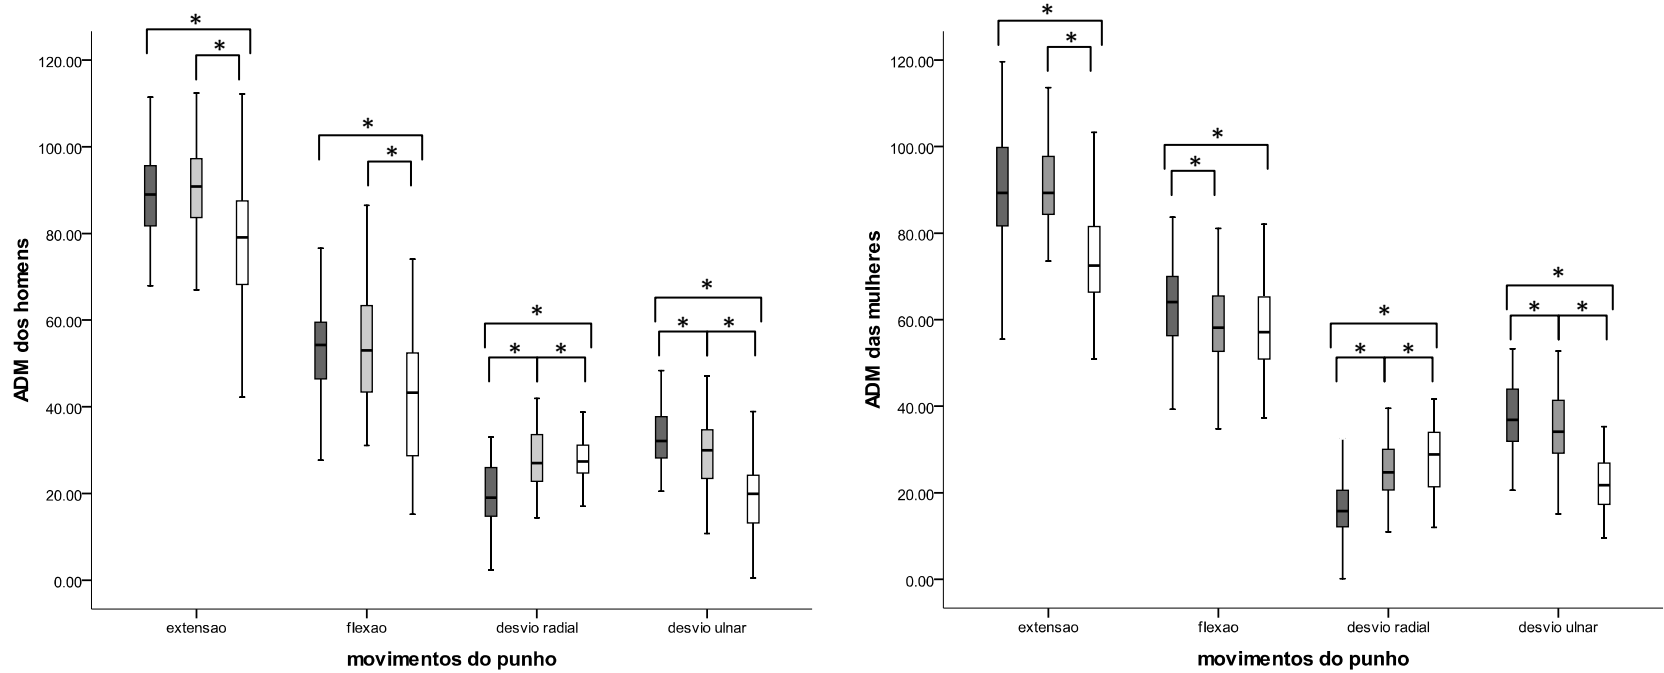 *
*
120.00
100.00
80.00
60.00
40.00
20.00
0.00
ADM dos homens
*
*
*
*
*
*
*
*
extensao
flexao
desvio radial
desvio ulnar
movimentos do punho
*
*
120.00
100.00
80.00
60.00
40.00
20.00
0.00
ADM das mulheres
*
*
*
*
*
*
*
*
extensao
flexao
desvio radial
desvio ulnar
movimentos do punho